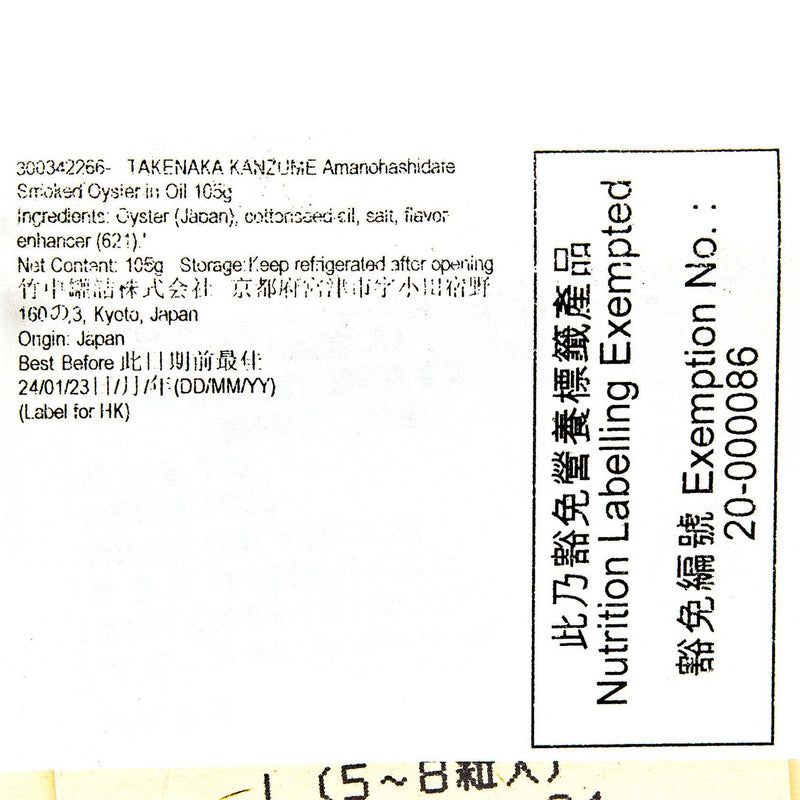 300342266- TAKENAKA KANZUME Amanohashidate
Smoked Oyster in Oil 105g
Ingredients: Oyster (Japan), cottonseed oil, salt, flavor
enhancer (621).
Net Content: 105g Storage:Keep refrigerated after opening
竹中罐詰株式会社 京都府宮津市字小田宿野
160の3, Kyoto, Japan
Origin: Japan
Best Before 此日期前最佳
24/01/23日/月/年(DD/MM/YY)
(Label for HK)
此乃豁免營養標籤產品
Nutrition Labelling Exempted
豁免編號 Exemption No. :
20-000086
(5~8粒入)